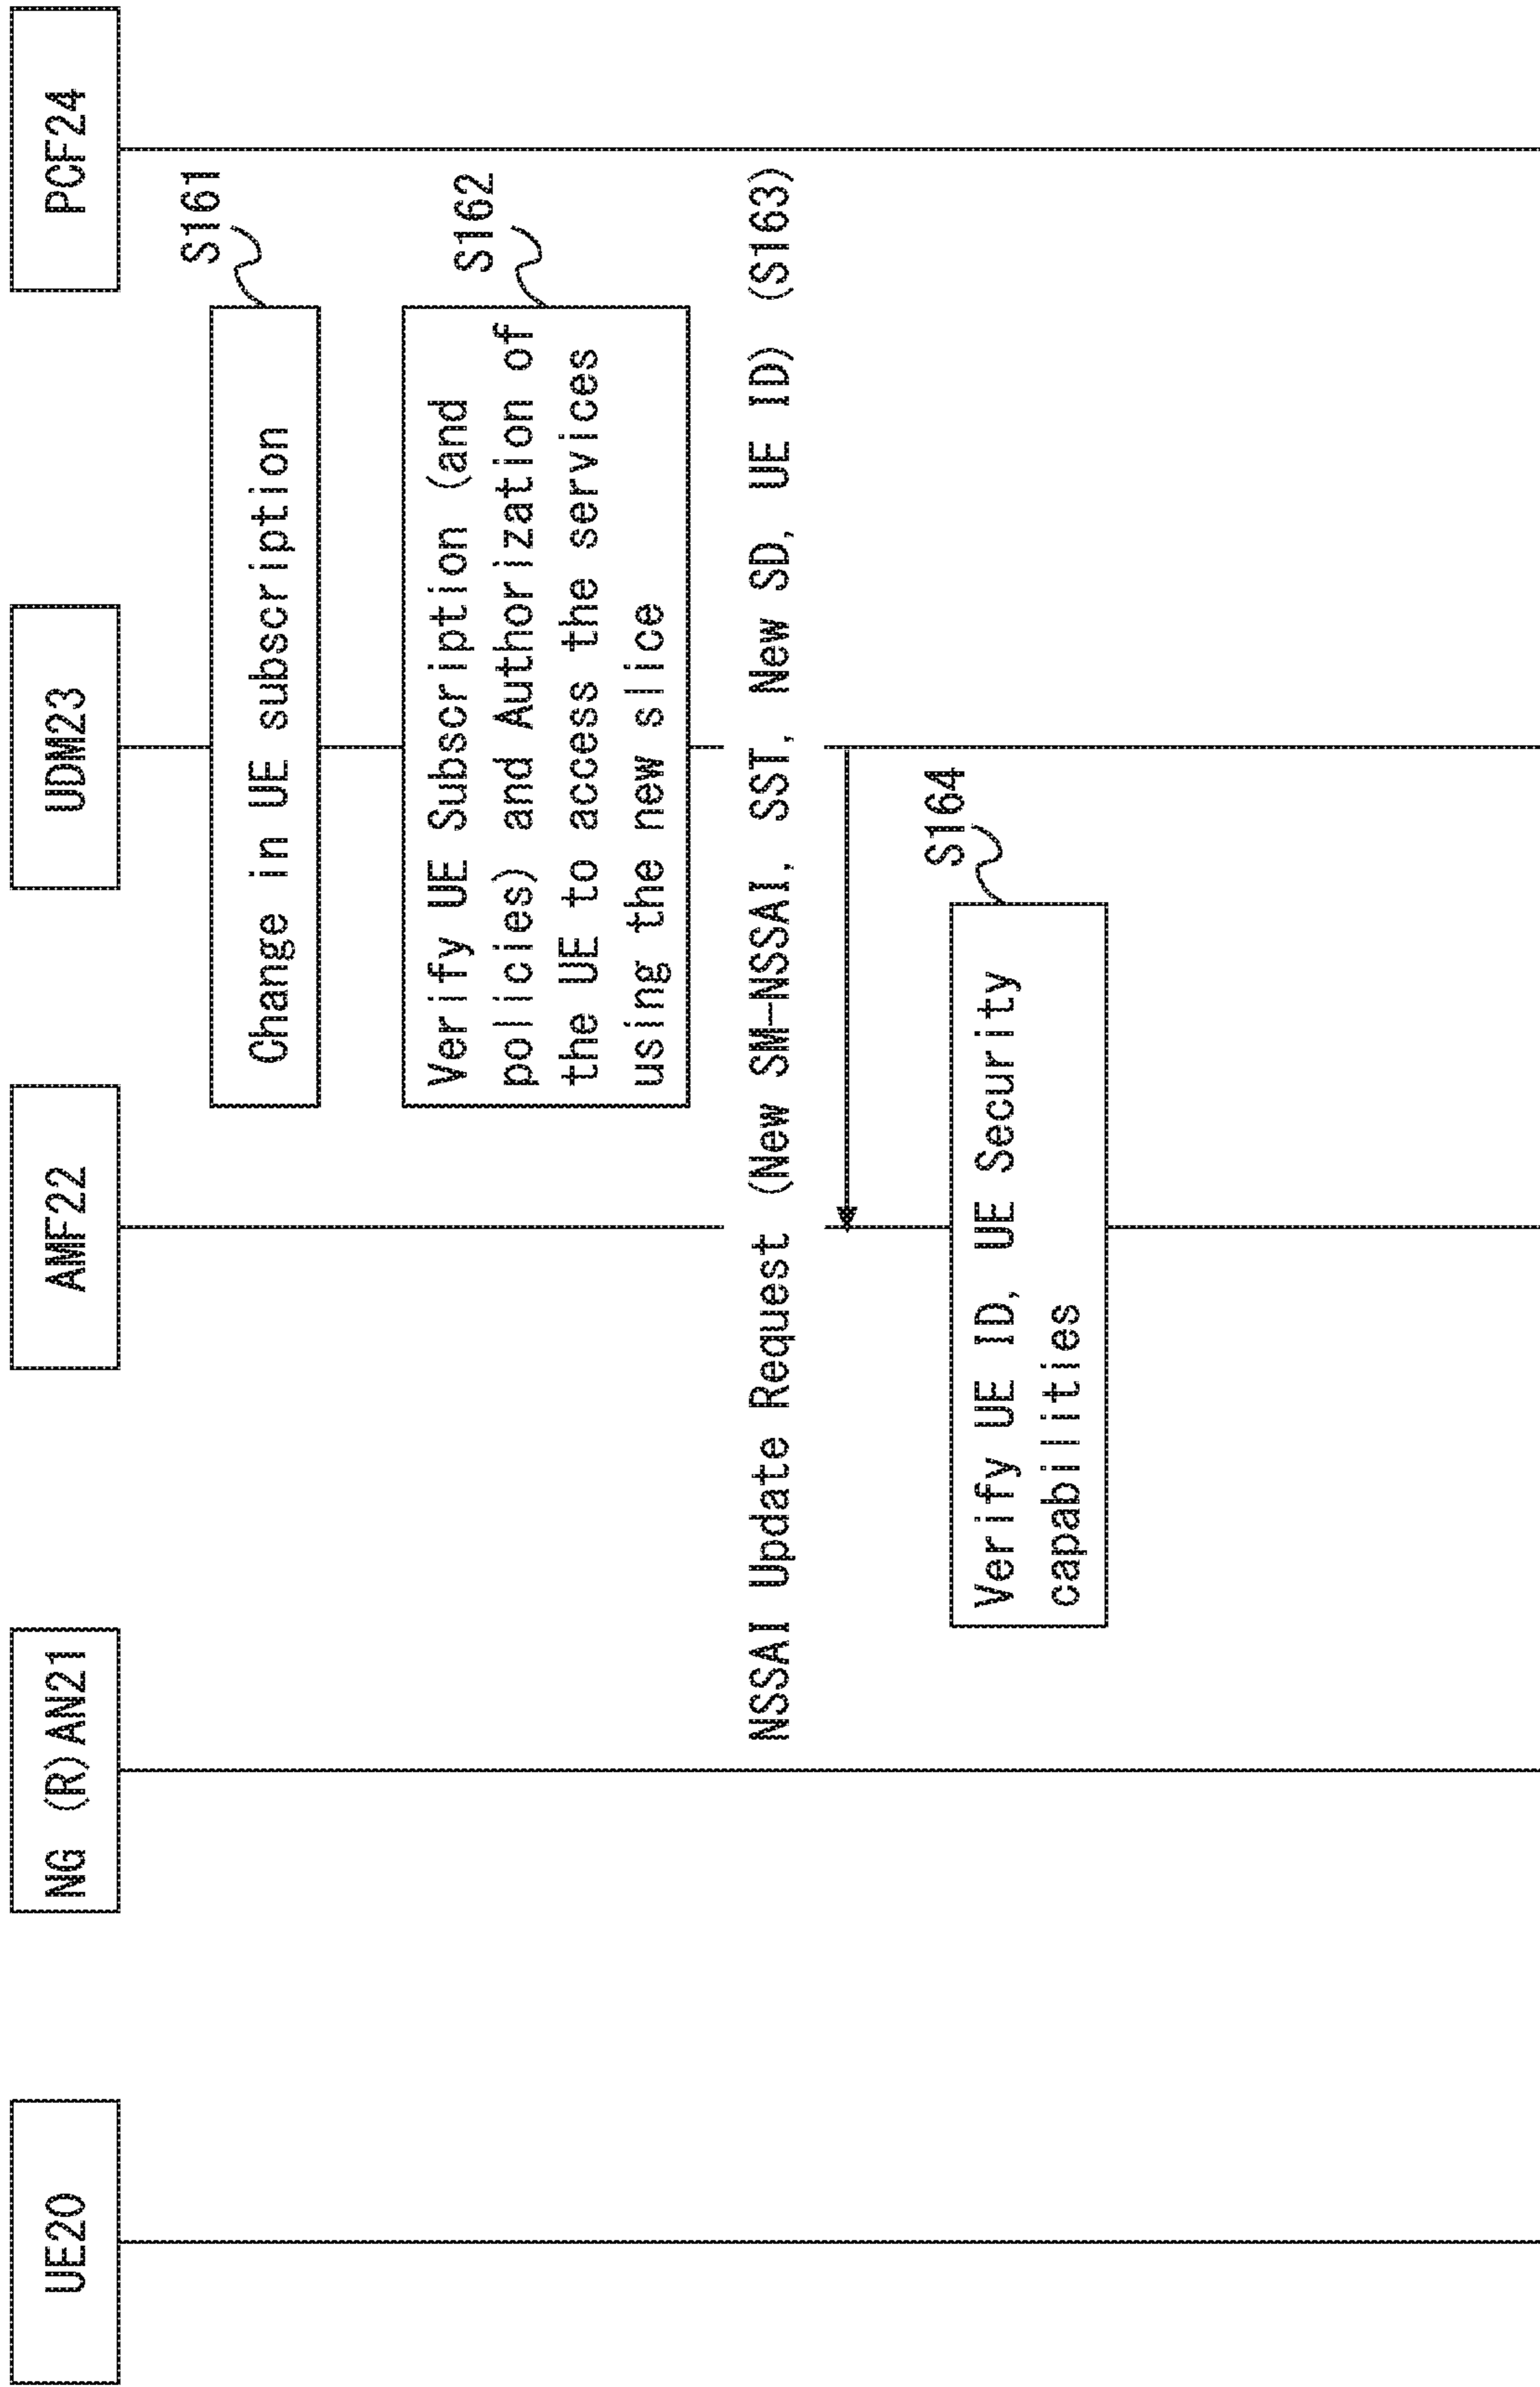 UE20
NG (R) AN21
AMF22
UDM23
PCF24
S161
Change in UE subscription
S162
Verify UE Subscription (and
policies) and Authorization of
the UE to access the services
using the new slice
NSSAI Update Request (New SM-NSSAI, SST, New SD, UE ID) (S163)
S164
Verify UE ID, UE Security
capabilities